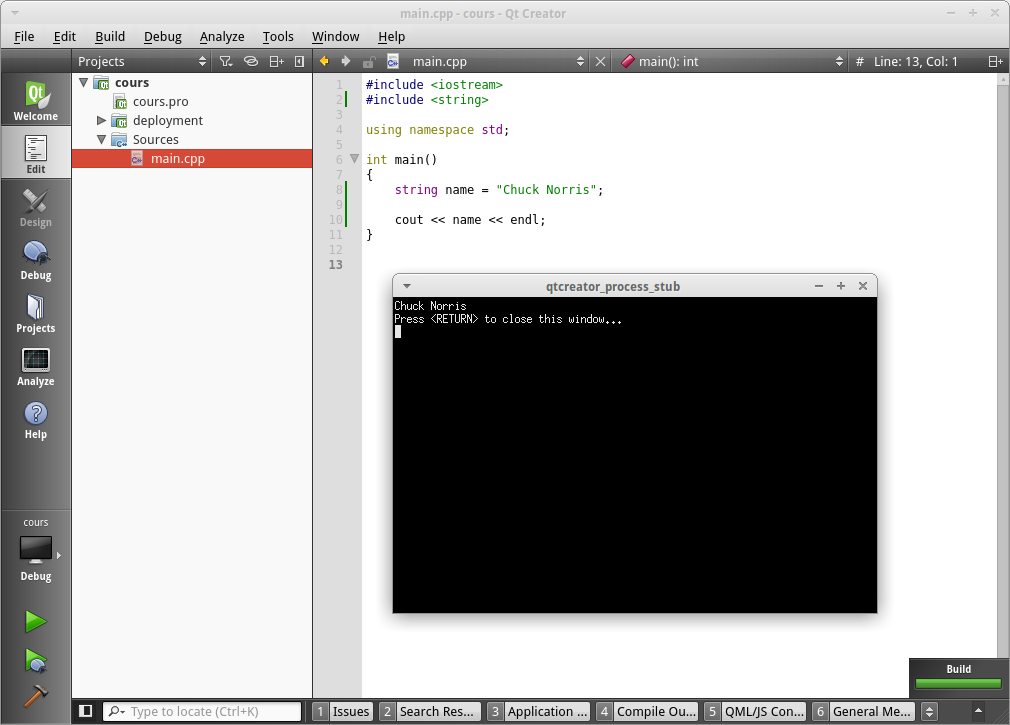 main.cpp - cours - Qt Creator
File Edit Build Debug Analyze Tools Window Help
Projects main.cpp main(): int # Line: 13, Col: 1
Qt
Welcome
Edit
Design
Debug
Projects
Analyze
Help
cours
Debug
cours
cours.pro
deployment
Sources
main.cpp
1 #include <iostream>
2 #include <string>
3
4 using namespace std;
5
6 int main()
7 {
8 string name = "Chuck Norris";
9
10 cout << name << endl;
11 }
12
13
qtcreator_process_stub
Chuck Norris
Press <RETURN> to close this window...
Build
Type to locate (Ctrl+K) 1 Issues 2 Search Res... 3 Application ... 4 Compile Ou... 5 QML/JS Con... 6 General Me...